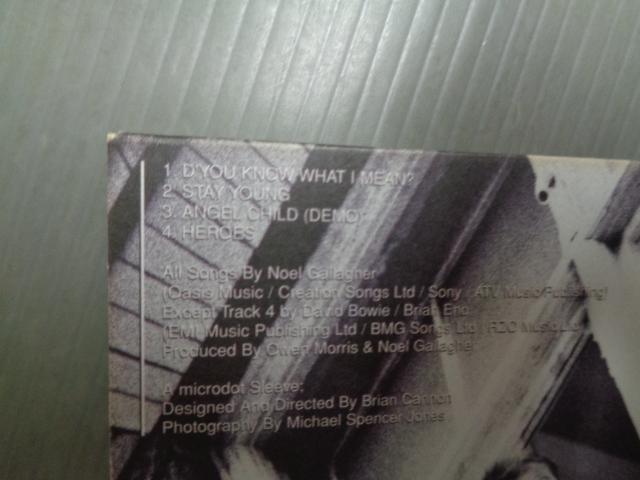 1. D'YOU KNOW WHAT I MEAN?
2. STAY YOUNG
3. ANGEL CHILD (DEMO)
4. HEROES
All Songs By Noel Gallagher
(Oasis Music / Creation Songs Ltd / Sony / ATV Music Publishing)
Except Track 4 by David Bowie / Brian Eno
(EMI Music Publishing Ltd / BMG Songs Ltd / RZO Music Ltd)
Produced By Owen Morris & Noel Gallagher
A microdot Sleeve:
Designed And Directed By Brian Cannon
Photography By Michael Spencer Jones